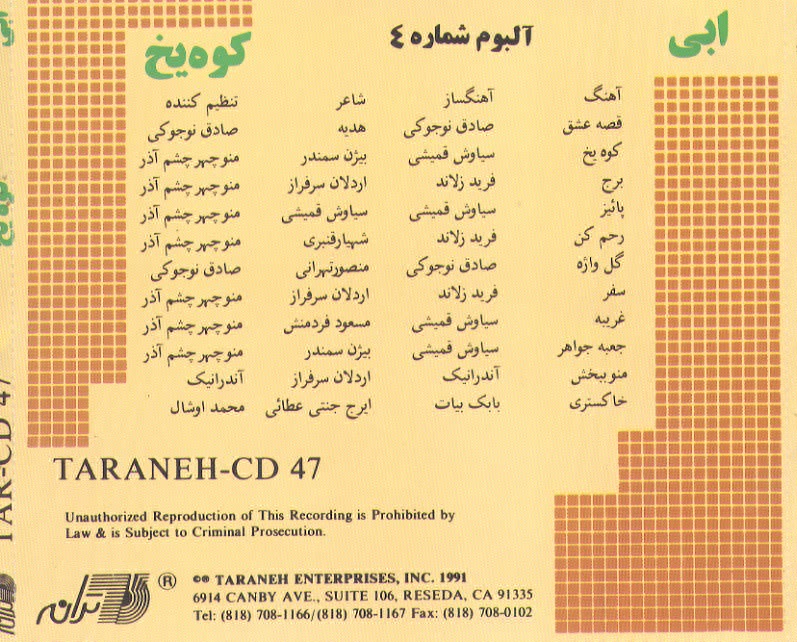 ابی
آلبوم شماره ٤
کوه یخ
آهنگ آهنگساز شاعر تنظیم کننده
قصه عشق صادق نوجوکی هدیه صادق نوجوکی
کوه یخ سیاوش قمیشی بیژن سمندر منوچهر چشم آذر
برج فرید زلاند اردلان سرفراز منوچهر چشم آذر
پائیز سیاوش قمیشی سیاوش قمیشی منوچهر چشم آذر
رحم کن فرید زلاند شهیارقنبری منوچهر چشم آذر
گل واژه صادق نوجوکی منصورتهرانی صادق نوجوکی
سفر فرید زلاند اردلان سرفراز منوچهر چشم آذر
غریبه سیاوش قمیشی مسعود فردمنش منوچهر چشم آذر
جعبه جواهر سیاوش قمیشی بیژن سمندر منوچهر چشم آذر
منوببخش آندرانیک اردلان سرفراز آندرانیک
خاکستری بابک بیات ایرج جنتی عطائی محمد اوشال
TARANEH-CD 47
Unauthorized Reproduction of This Recording is Prohibited by
Law & is Subject to Criminal Prosecution.
ترانه ®
©® TARANEH ENTERPRISES, INC. 1991
6914 CANBY AVE., SUITE 106, RESEDA, CA 91335
Tel: (818) 708-1166/(818) 708-1167 Fax: (818) 708-0102
ابی
کوه یخ
TAR-CD 47
ترانه